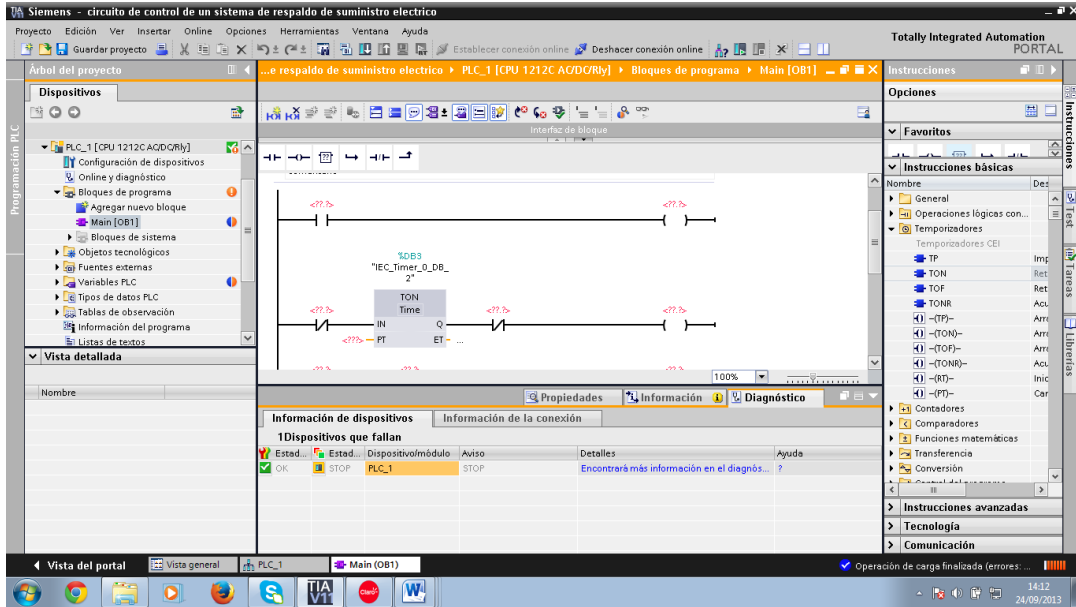 Siemens - circuito de control de un sistema de respaldo de suministro electrico
Proyecto Edición Ver Insertar Online Opciones Herramientas Ventana Ayuda
Guardar proyecto
Establecer conexión online
Deshacer conexión online
Totally Integrated Automation
PORTAL
Árbol del proyecto
...e respaldo de suministro electrico PLC_1 [CPU 1212C AC/DC/Rly] Bloques de programa Main [OB1]
Instrucciones
Dispositivos
Opciones
Programación PLC
PLC_1 [CPU 1212C AC/DC/Rly]
Configuración de dispositivos
Online y diagnóstico
Bloques de programa
Agregar nuevo bloque
Main [OB1]
Bloques de sistema
Objetos tecnológicos
Fuentes externas
Variables PLC
Tipos de datos PLC
Tablas de observación
Información del programa
Listas de textos
Vista detallada
Nombre
Interfaz de bloque
<??.?>
<??.?>
%DB3
"IEC_Timer_0_DB_
2"
TON
Time
<??.?>
<??.?>
<??.?>
IN Q
<???> PT ET ...
100%
Propiedades
Información
Diagnóstico
Información de dispositivos
Información de la conexión
1Dispositivos que fallan
Estad... Estad... Dispositivo/módulo Aviso Detalles Ayuda
OK STOP PLC_1 STOP Encontrará más información en el diagnós... ?
Favoritos
Instrucciones básicas
Nombre Des
General
Operaciones lógicas con...
Temporizadores
Temporizadores CEI
TP Imp
TON Ret
TOF Ret
TONR Acu
-(TP)- Arra
-(TON)- Arra
-(TOF)- Arra
-(TONR)- Acu
-(RT)- Inic
-(PT)- Car
Contadores
Comparadores
Funciones matemáticas
Transferencia
Conversión
Control del programa
Instrucciones avanzadas
Tecnología
Comunicación
Instrucciones
Test
Tareas
Librerías
Vista del portal
Vista general
PLC_1
Main (OB1)
Operación de carga finalizada (errores: ...
TIA
V11
Claro
14:12
24/09/2013